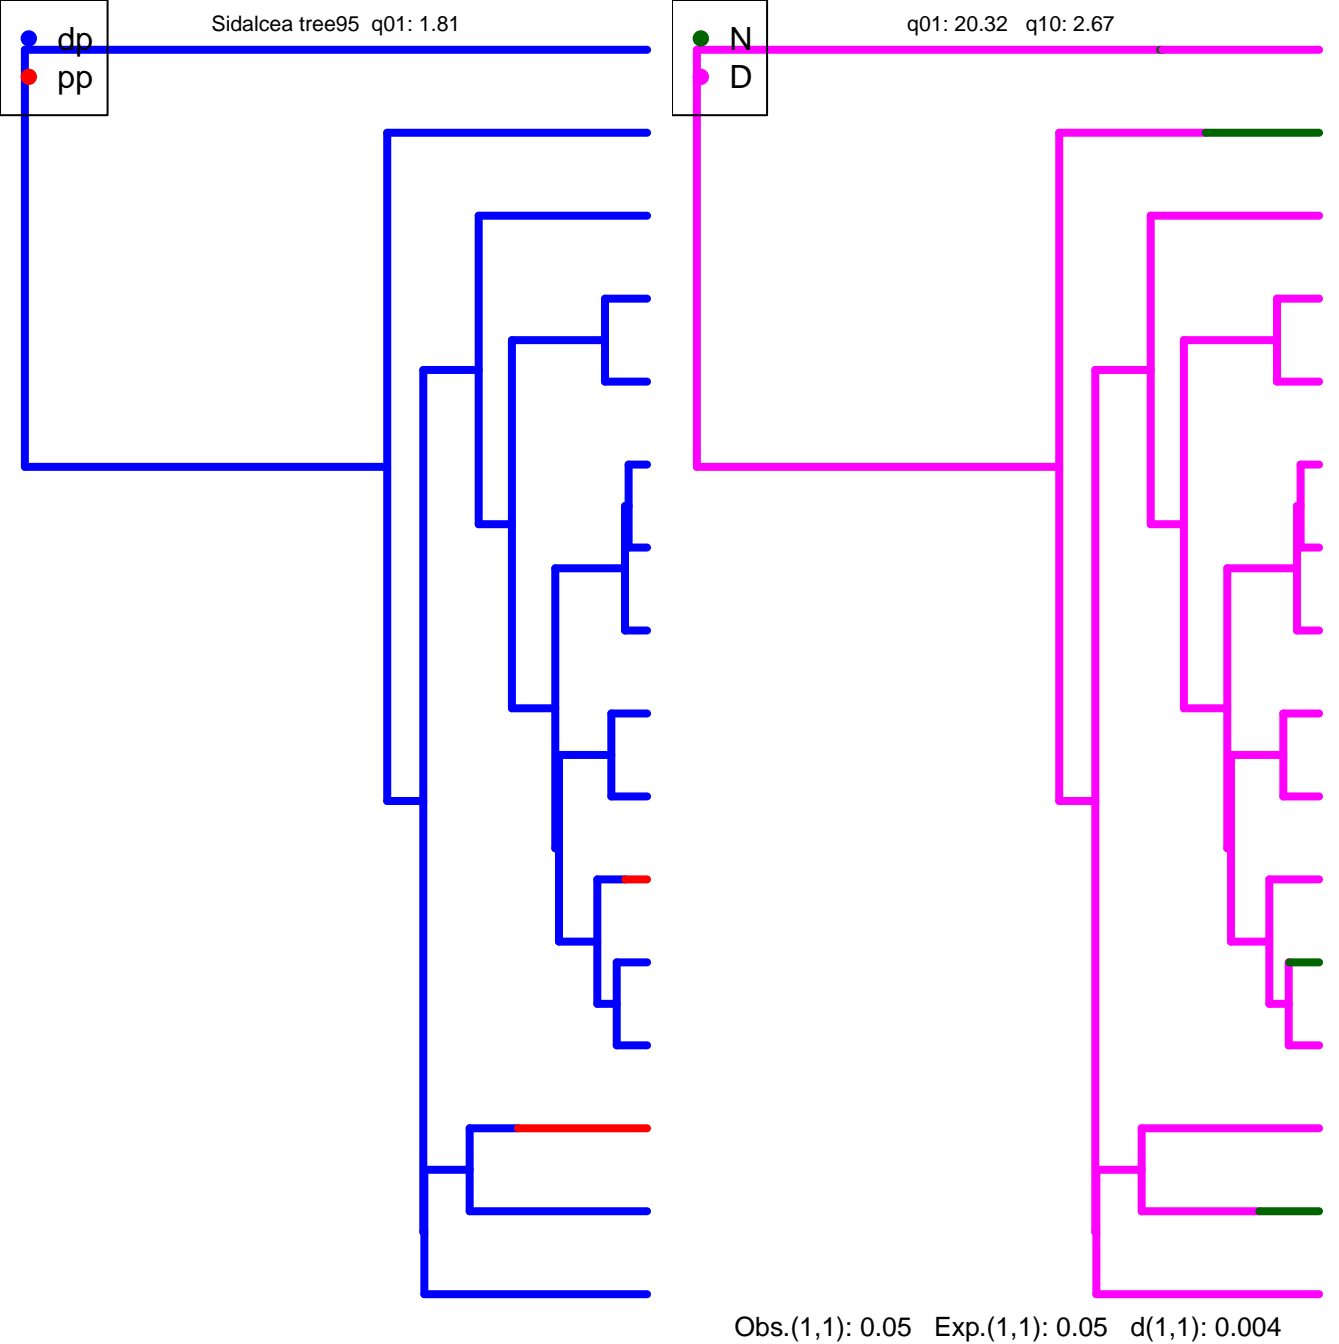 Sidalcea tree95 q01: 1.81
dp
pp
q01: 20.32 q10: 2.67
N
D
Obs.(1,1): 0.05 Exp.(1,1): 0.05 d(1,1): 0.004